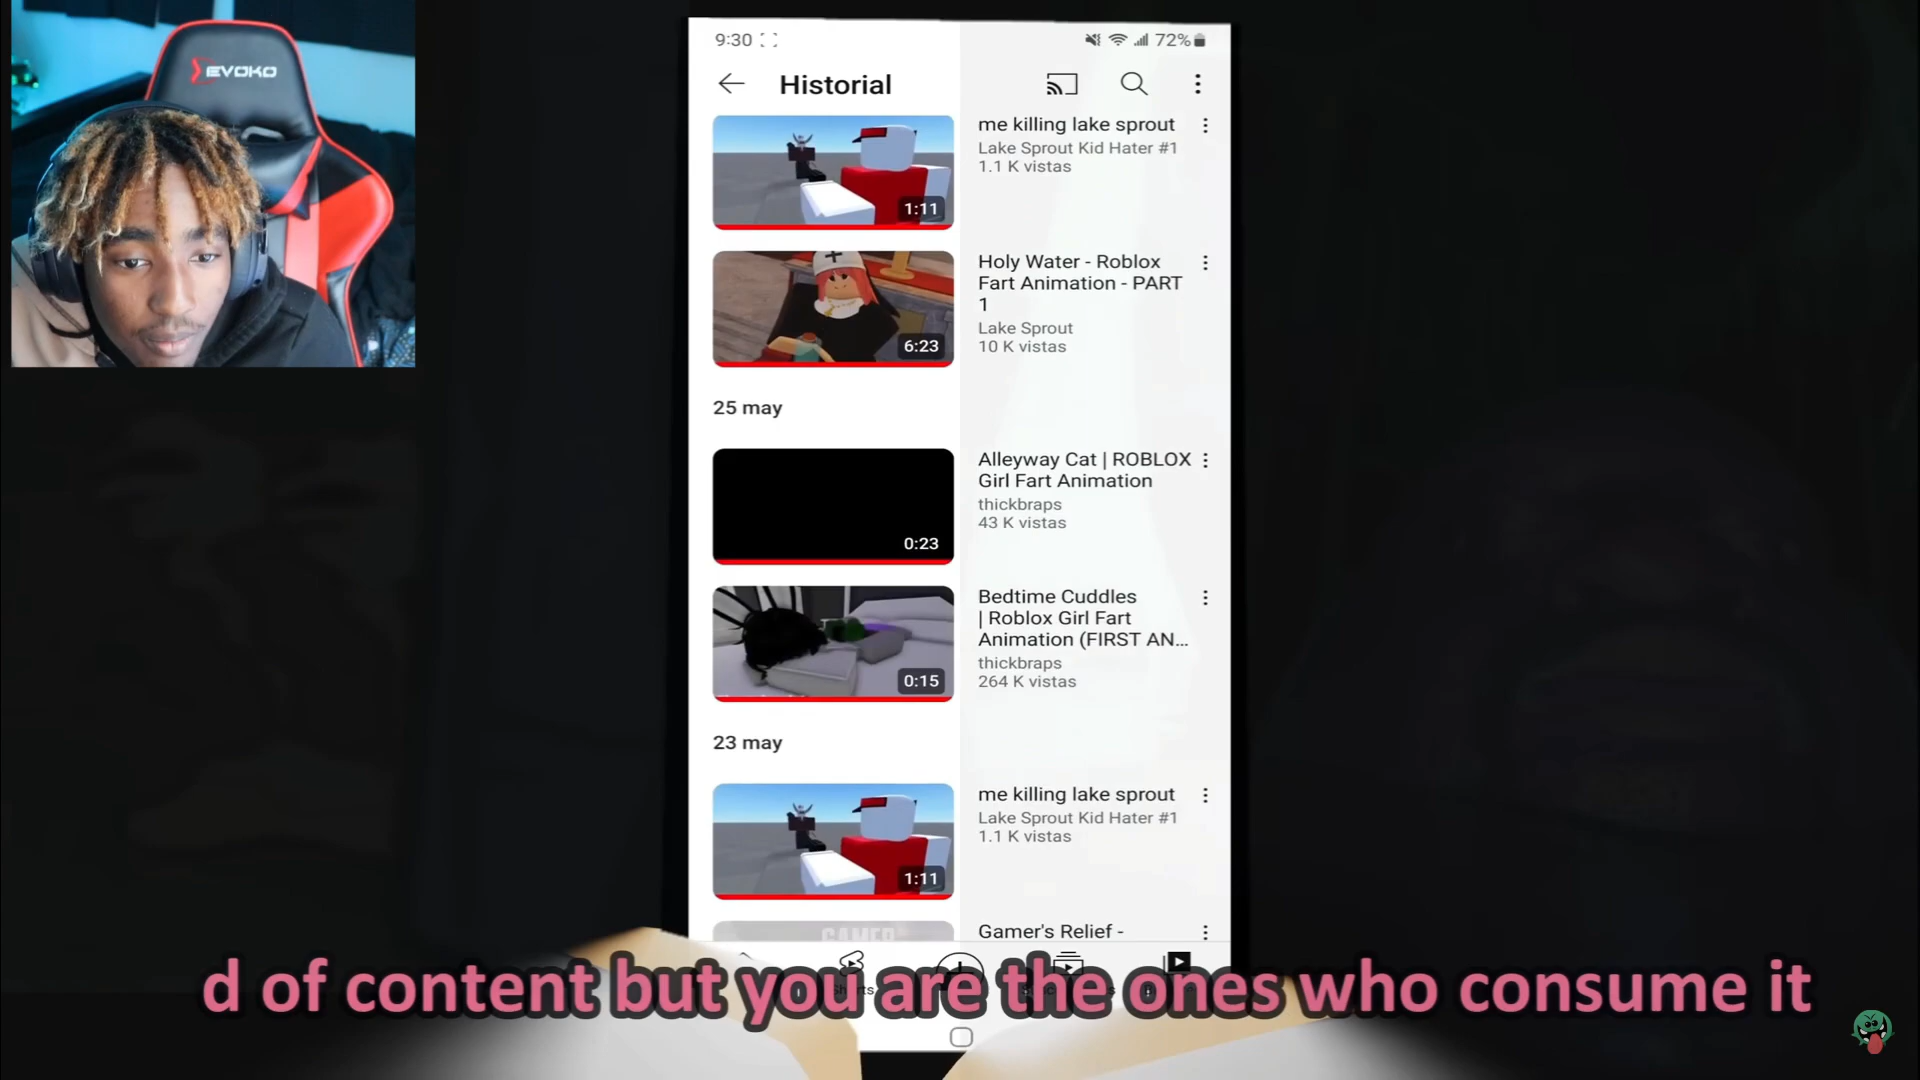 EVOKO
9:30
72%
Historial
me killing lake sprout
Lake Sprout Kid Hater #1
1.1 K vistas
1:11
Holy Water - Roblox
Fart Animation - PART
1
Lake Sprout
10 K vistas
6:23
25 may
Alleyway Cat | ROBLOX
Girl Fart Animation
thickbraps
43 K vistas
0:23
Bedtime Cuddles
| Roblox Girl Fart
Animation (FIRST AN...
thickbraps
264 K vistas
0:15
23 may
me killing lake sprout
Lake Sprout Kid Hater #1
1.1 K vistas
1:11
GAMER
Gamer's Relief -
d of content but you are the ones who consume it